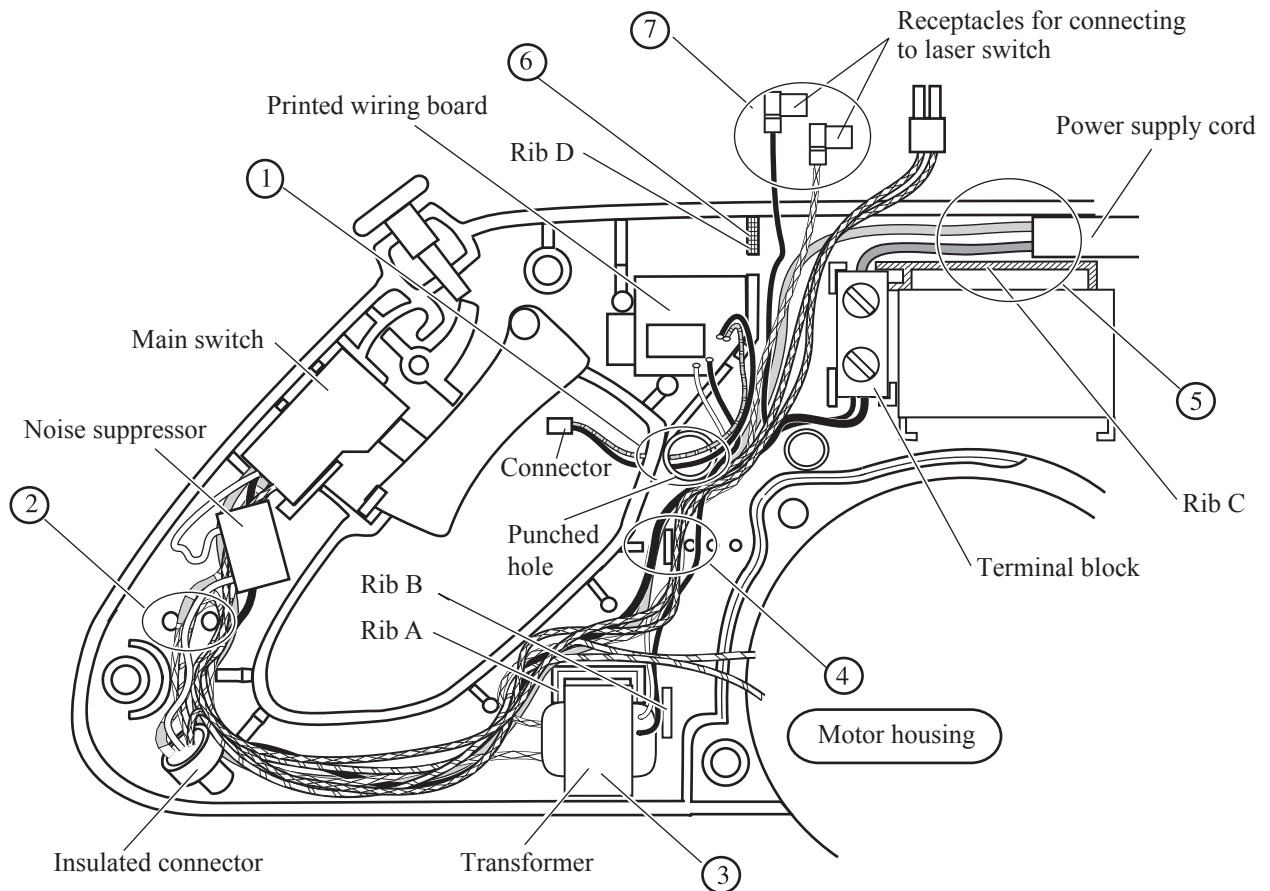 Receptacles for connecting
to laser switch
7
6
Printed wiring board
Power supply cord
Rib D
1
Main switch
5
Noise suppressor
Connector
Rib C
2
Punched
hole
Terminal block
Rib B
Rib A
4
Motor housing
Insulated connector
Transformer
3